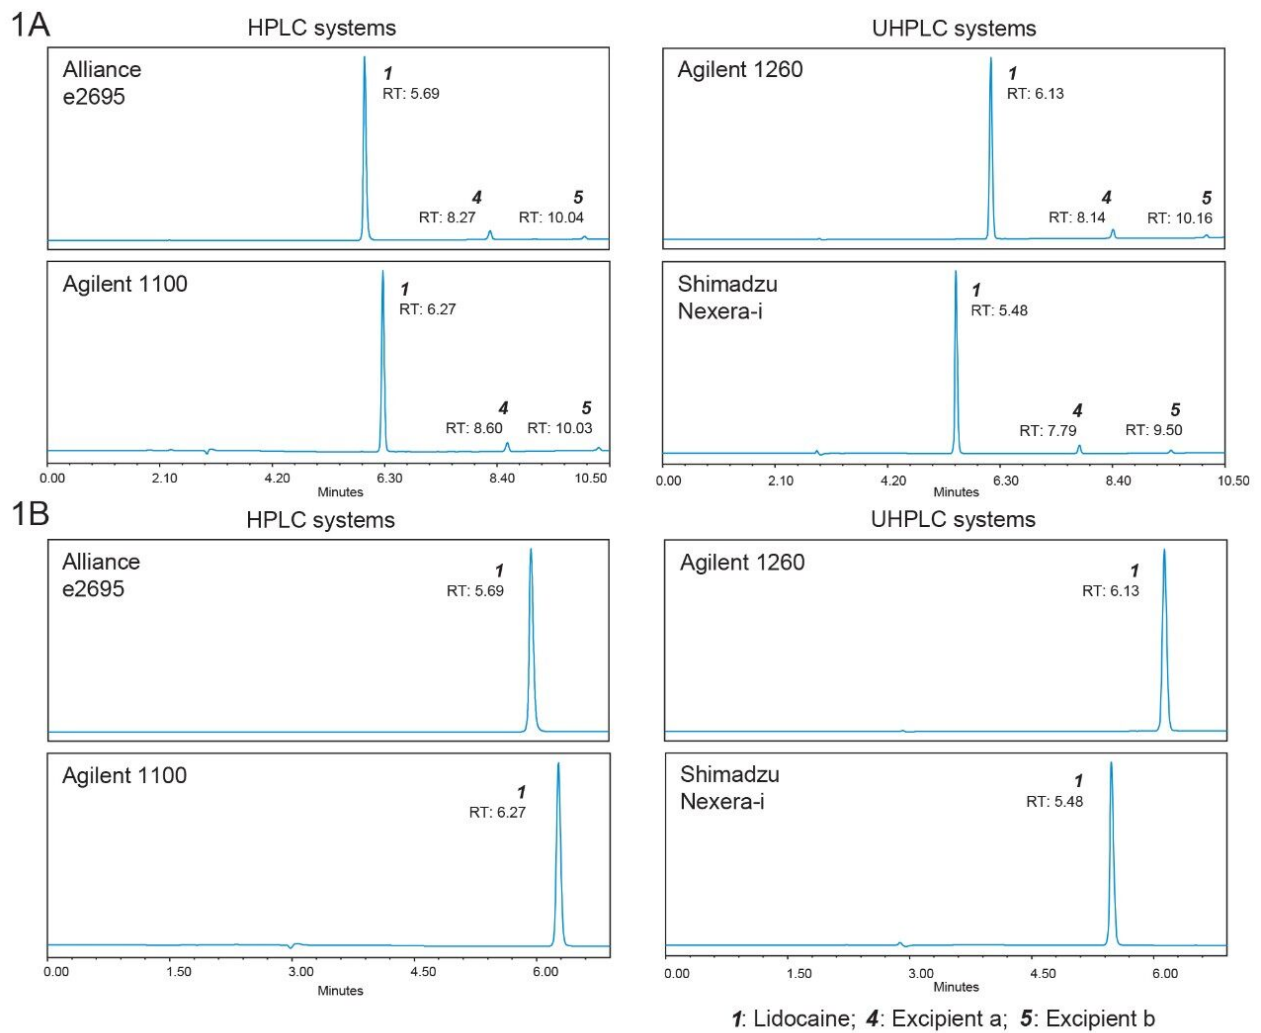 1A
HPLC systems
UHPLC systems
Alliance
e2695
1
RT: 5.69
4
RT: 8.27
5
RT: 10.04
Agilent 1260
1
RT: 6.13
4
RT: 8.14
5
RT: 10.16
Agilent 1100
1
RT: 6.27
4
RT: 8.60
5
RT: 10.03
0.00 2.10 4.20 6.30 8.40 10.50
Minutes
Shimadzu
Nexera-i
1
RT: 5.48
4
RT: 7.79
5
RT: 9.50
0.00 2.10 4.20 6.30 8.40 10.50
Minutes
1B
HPLC systems
UHPLC systems
Alliance
e2695
1
RT: 5.69
Agilent 1260
1
RT: 6.13
Agilent 1100
1
RT: 6.27
0.00 1.50 3.00 4.50 6.00
Minutes
Shimadzu
Nexera-i
1
RT: 5.48
0.00 1.50 3.00 4.50 6.00
Minutes
1: Lidocaine; 4: Excipient a; 5: Excipient b